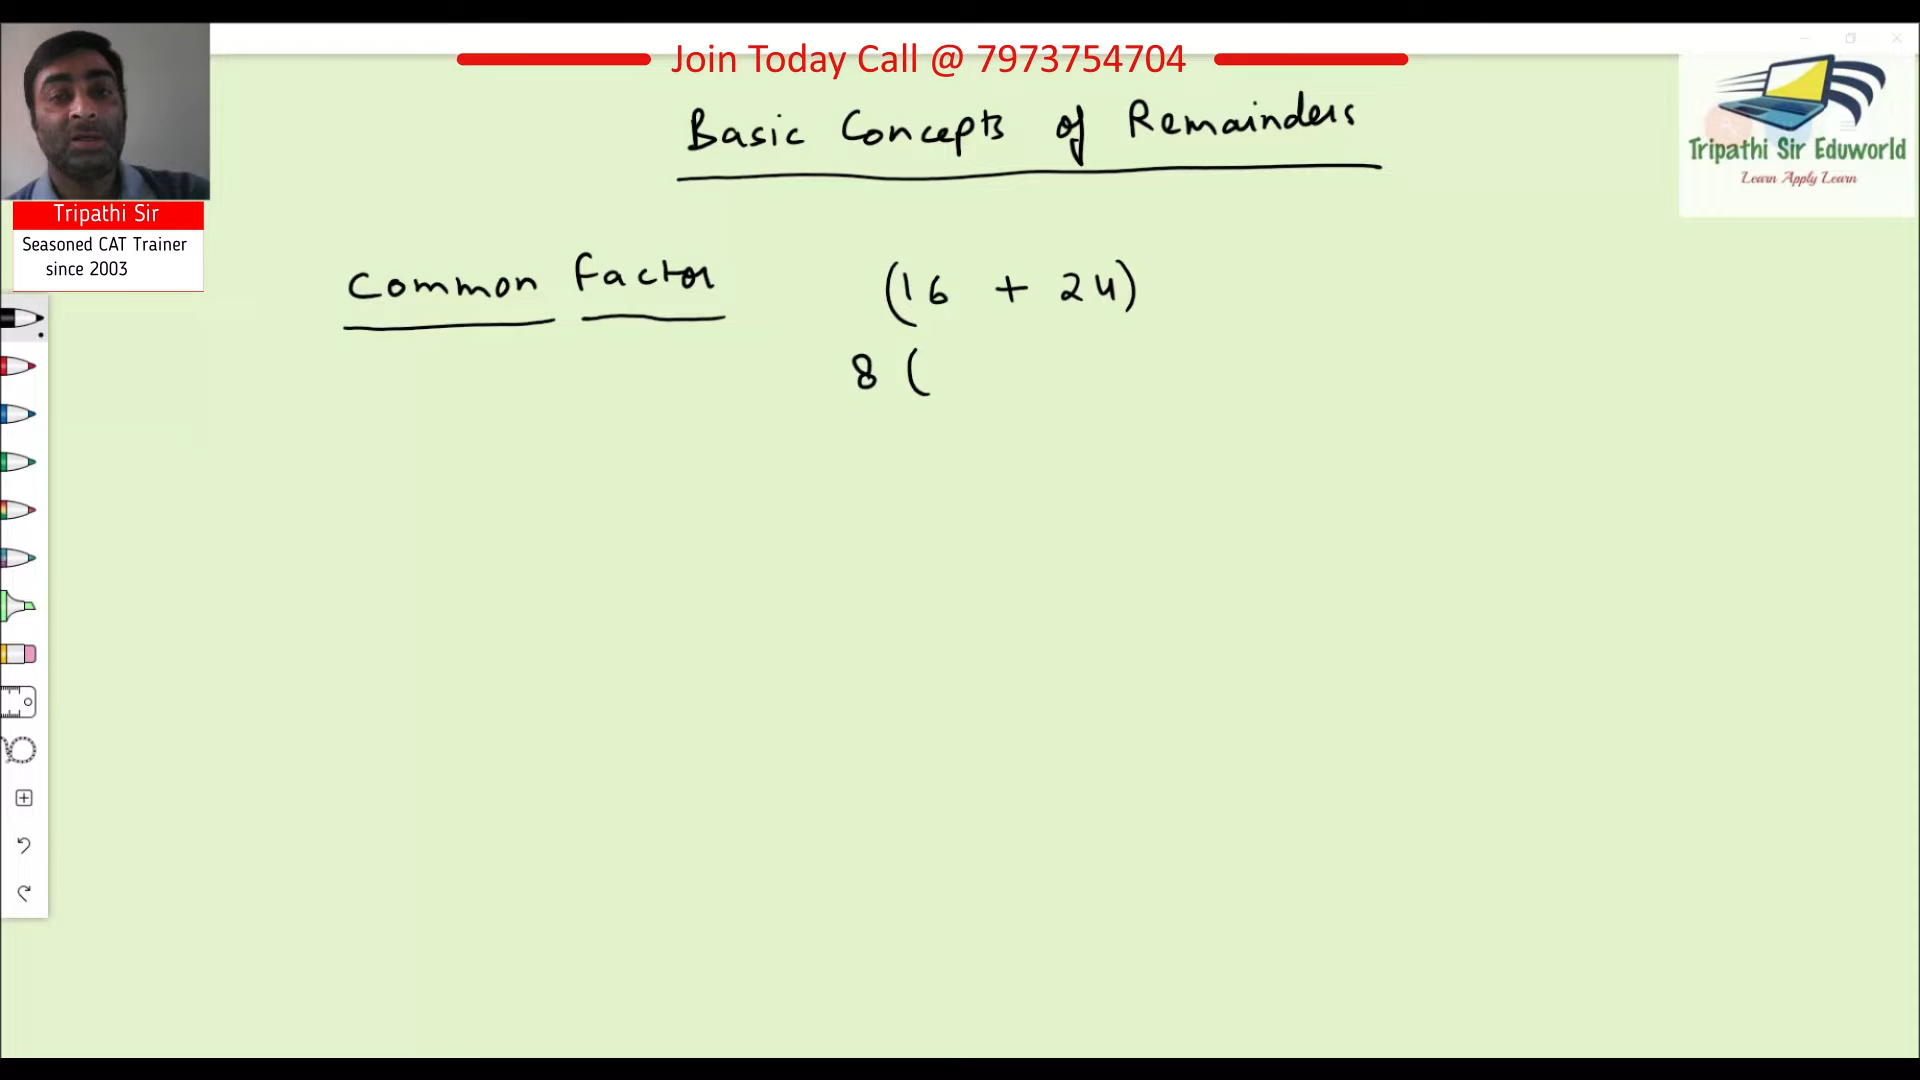 Join Today Call @ 7973754704
Basic Concepts of Remainders
Tripathi Sir Eduworld
Learn Apply Learn
Tripathi Sir
Seasoned CAT Trainer
since 2003
Common Factor (16 + 24)
8 (